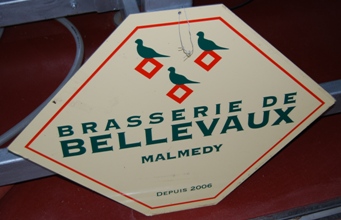 BRASSERIE DE
BELLEVAUX
MALMEDY
DEPUIS 2006